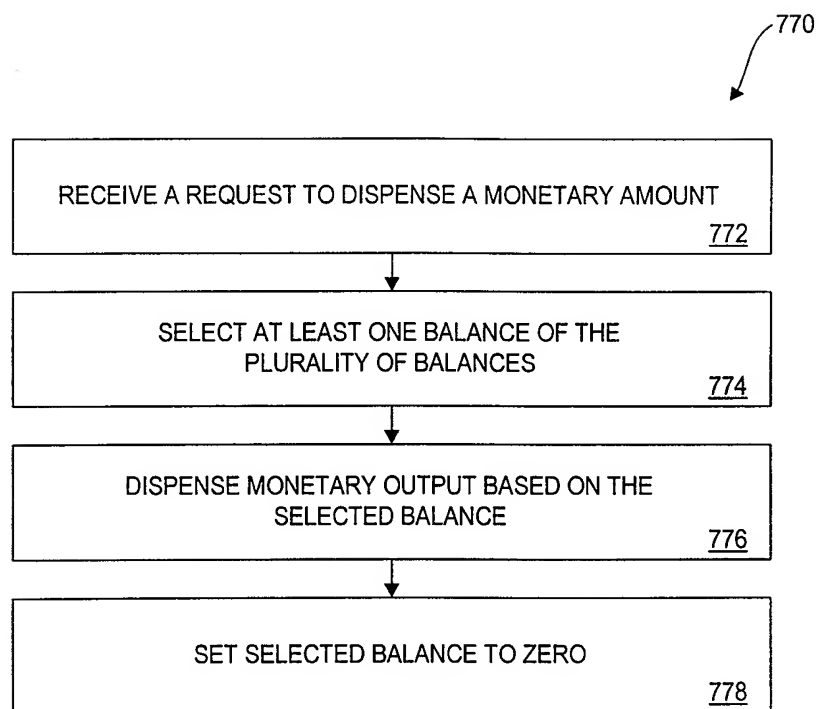 770
RECEIVE A REQUEST TO DISPENSE A MONETARY AMOUNT
772
SELECT AT LEAST ONE BALANCE OF THE
PLURALITY OF BALANCES
774
DISPENSE MONETARY OUTPUT BASED ON THE
SELECTED BALANCE
776
SET SELECTED BALANCE TO ZERO
778